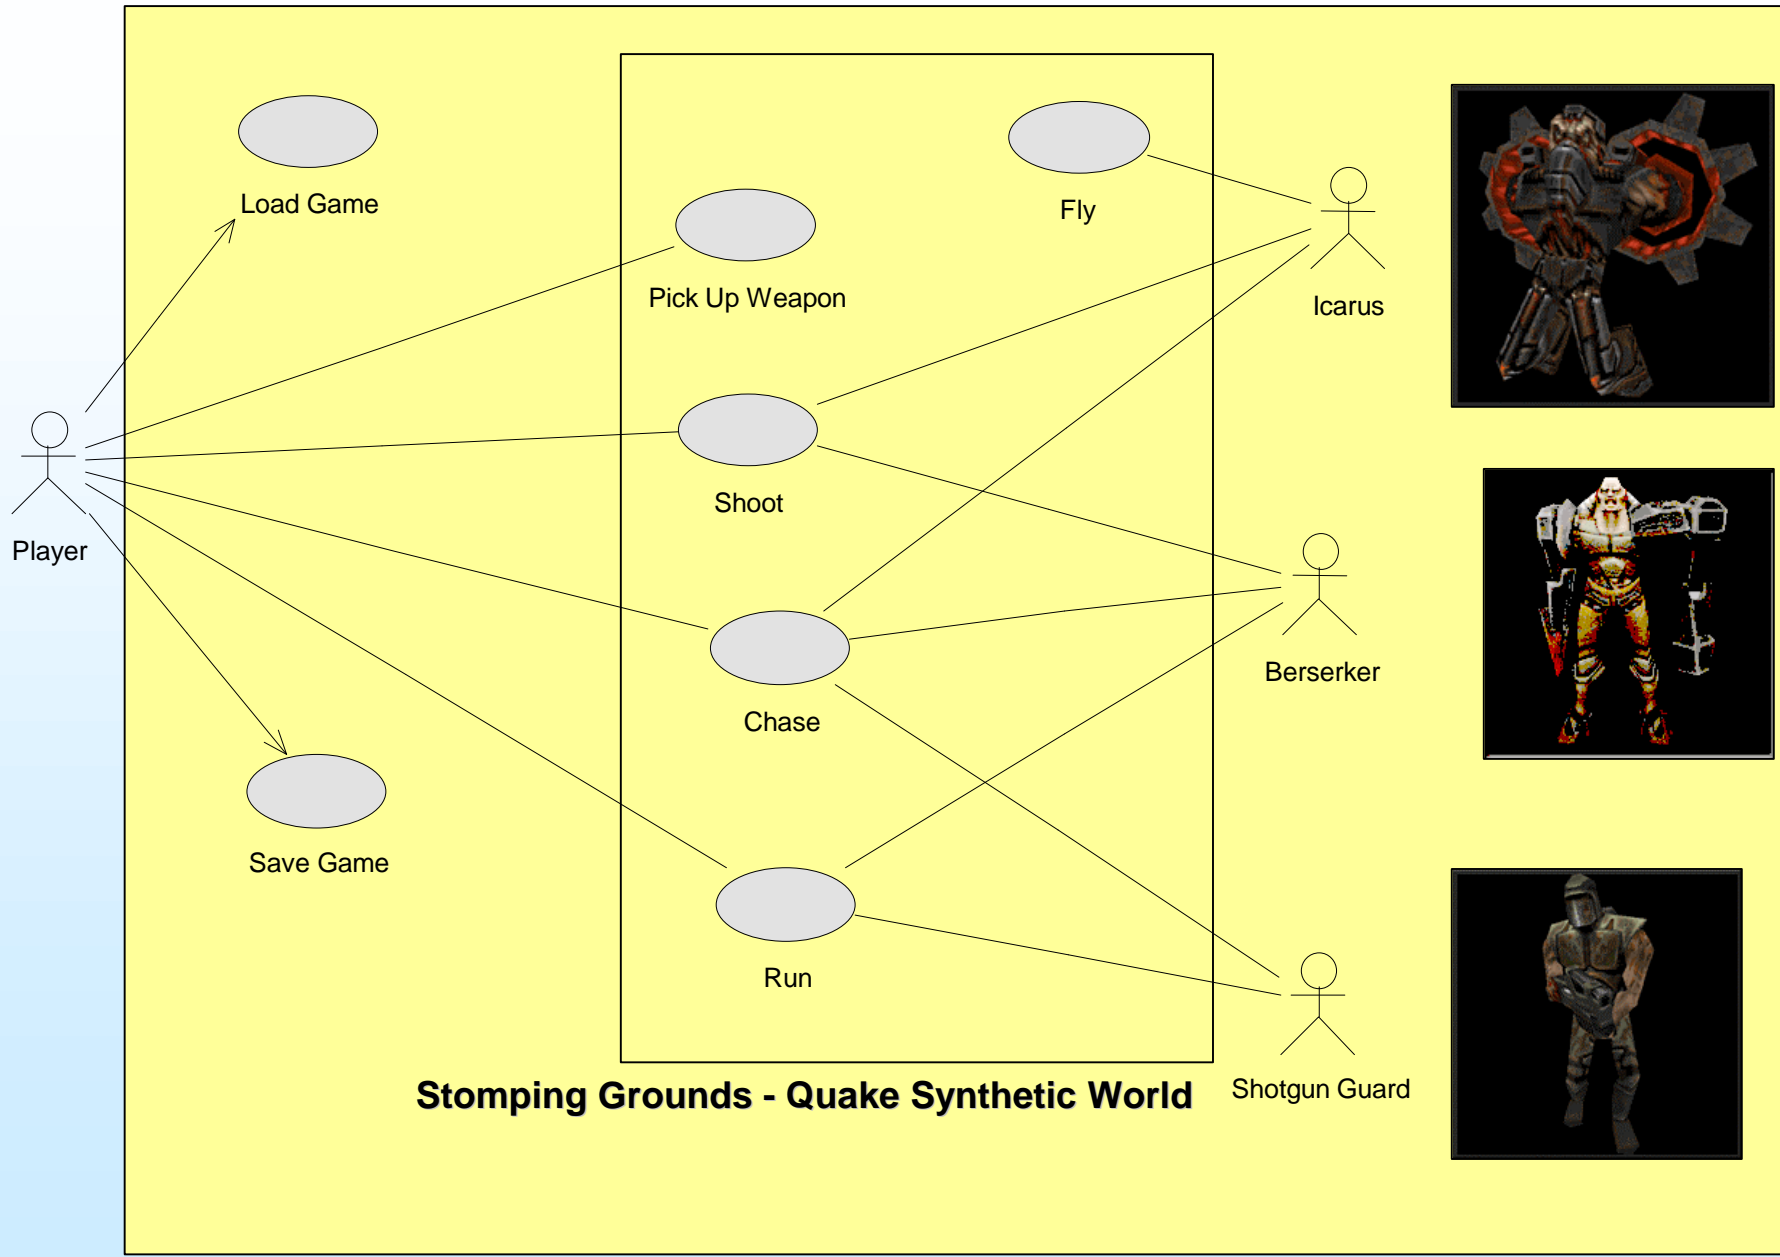 Load Game
Fly
Pick Up Weapon
Icarus
Shoot
Player
Berserker
Chase
Save Game
Run
Stomping Grounds - Quake Synthetic World
Shotgun Guard